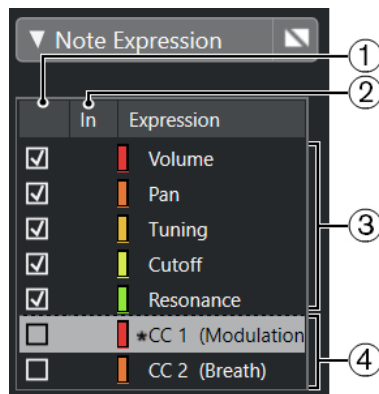 ▼ Note Expression
①
②
In Expression
Volume
Pan
Tuning
③
Cutoff
Resonance
*CC 1 (Modulation
④
CC 2 (Breath)